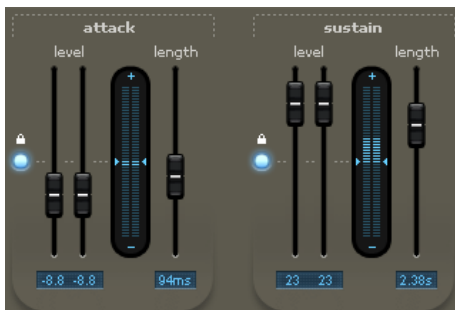 attack sustain
level length level length
+ +
- -
-8.8 -8.8 94ms 23 23 2.38s